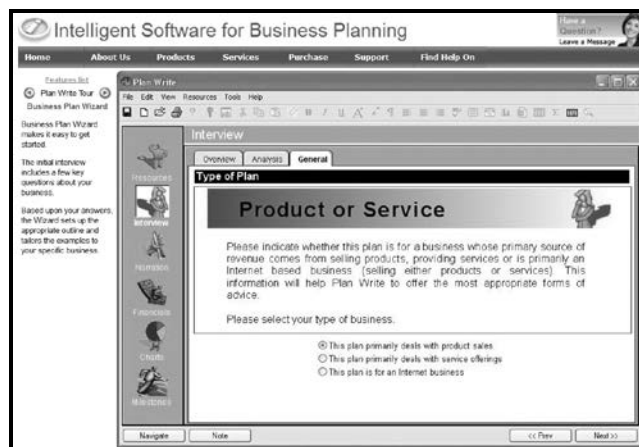 Intelligent Software for Business Planning
Have a
Question?
Leave a Message
Home About Us Products Services Purchase Support Find Help On
Features list
Plan Write Tour
Business Plan Wizard
Business Plan Wizard
makes it easy to get
started.
The initial interview
includes a few key
questions about your
business.
Based upon your answers,
the Wizard sets up the
appropriate outline and
tailors the examples to
your specific business.
Plan Write
File Edit View Resources Tools Help
Interview
Overview Analysis General
Type of Plan
Resources
Interview
Narration
Financials
Charts
Milestones
Product or Service
Please indicate whether this plan is for a business whose primary source of
revenue comes from selling products, providing services or is primarily an
Internet based business (selling either products or services). This
information will help Plan Write to offer the most appropriate forms of
advice.
Please select your type of business.
This plan primarily deals with product sales
This plan primarily deals with service offerings
This plan is for an Internet business
Navigate Note << Prev Next >>